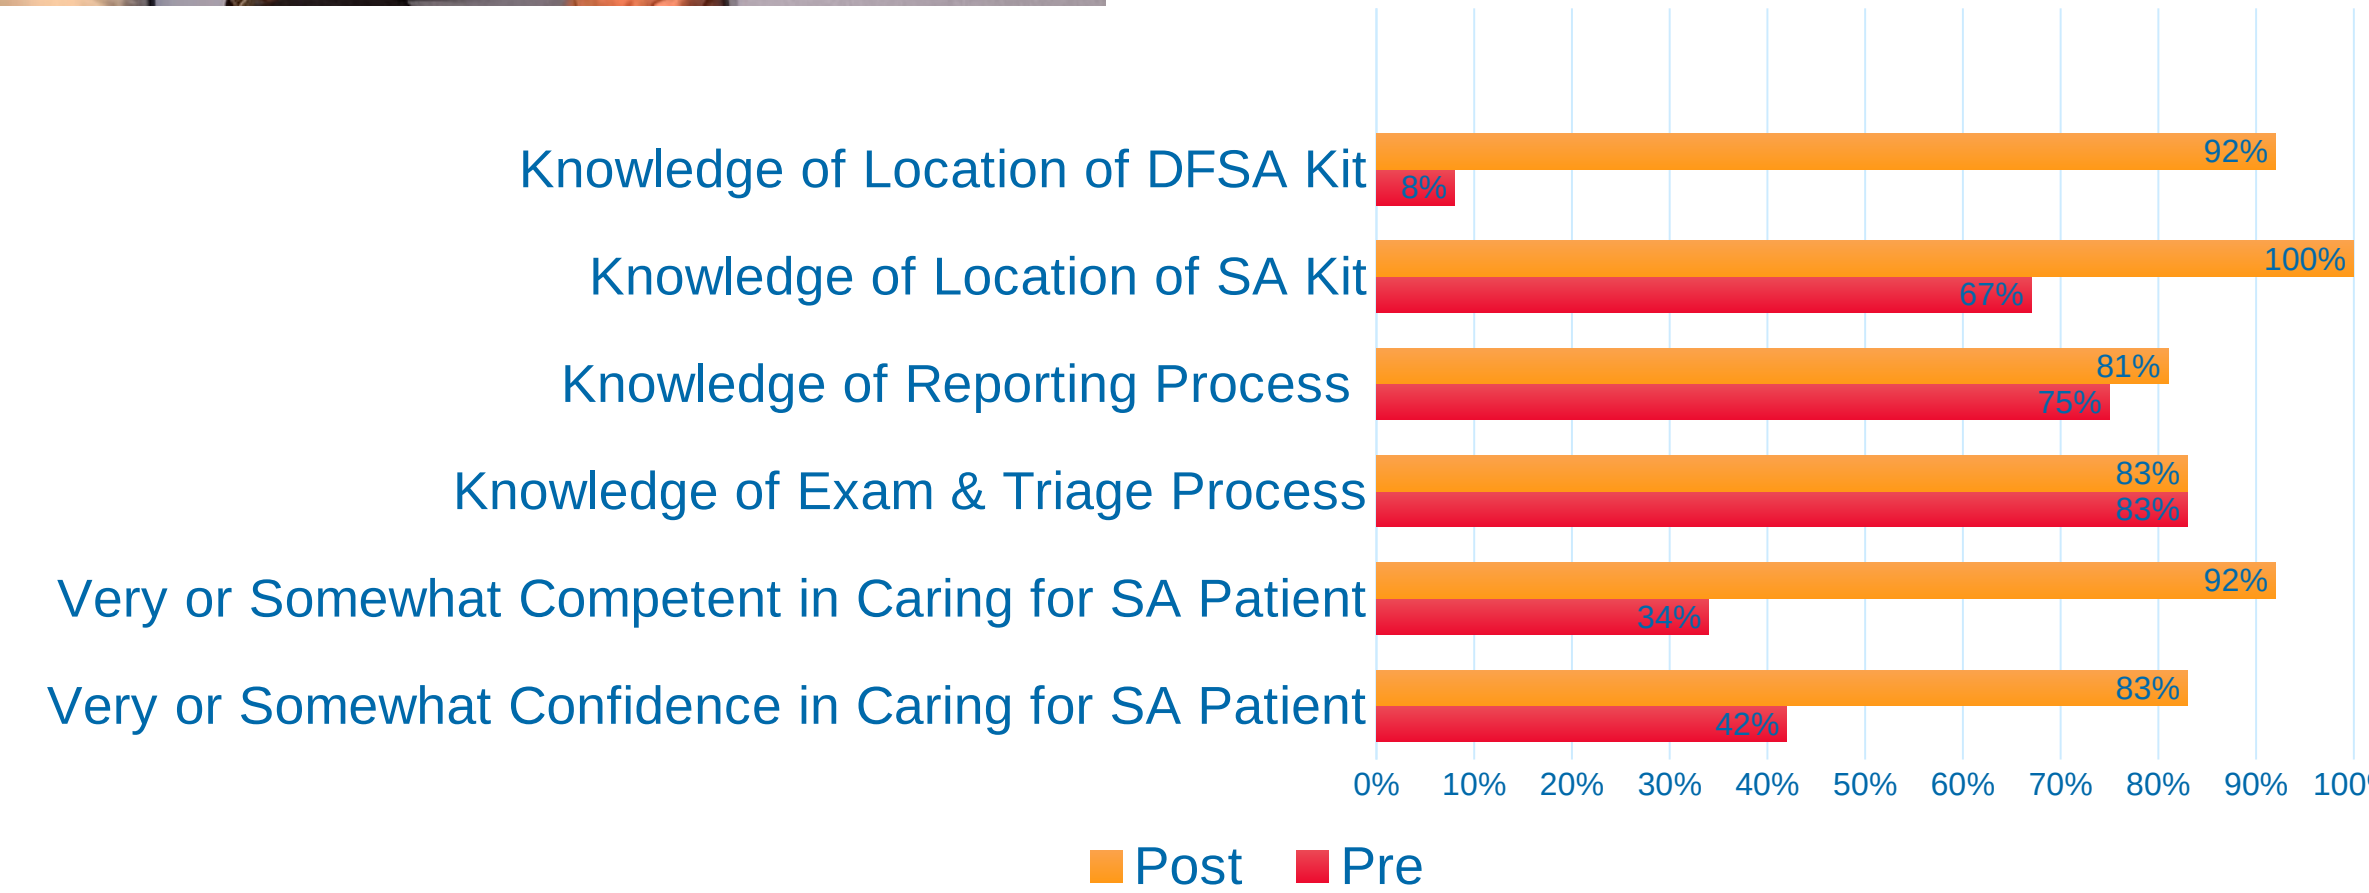 Knowledge of Location of DFSA Kit
92%
8%
Knowledge of Location of SA Kit
100%
67%
Knowledge of Reporting Process
81%
75%
Knowledge of Exam & Triage Process
83%
83%
Very or Somewhat Competent in Caring for SA Patient
92%
34%
Very or Somewhat Confidence in Caring for SA Patient
83%
42%
0% 10% 20% 30% 40% 50% 60% 70% 80% 90% 100%
Post Pre